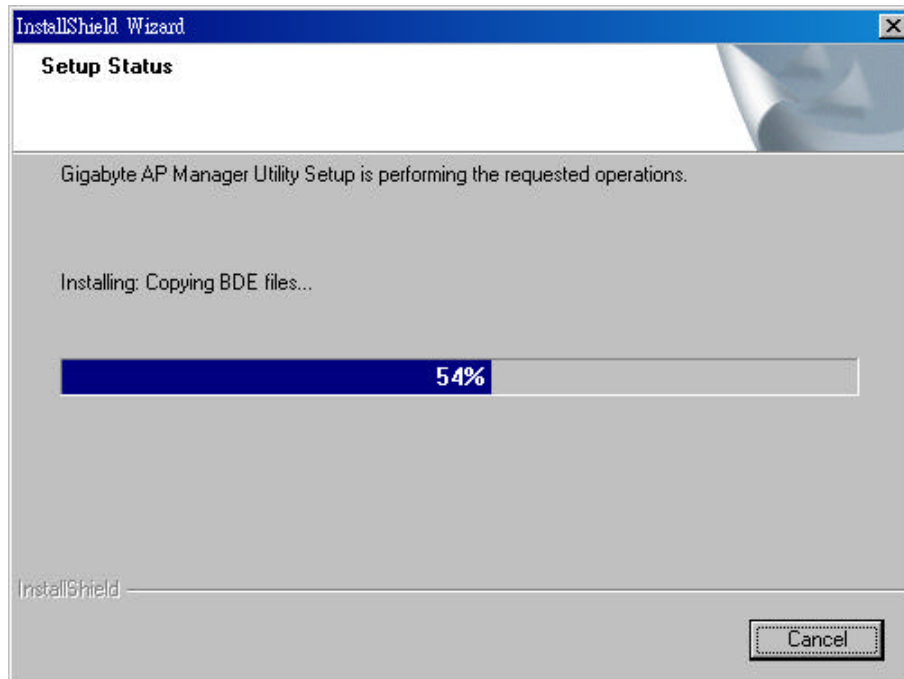 InstallShield Wizard
Setup Status
Gigabyte AP Manager Utility Setup is performing the requested operations.
Installing: Copying BDE files...
54%
InstallShield
Cancel